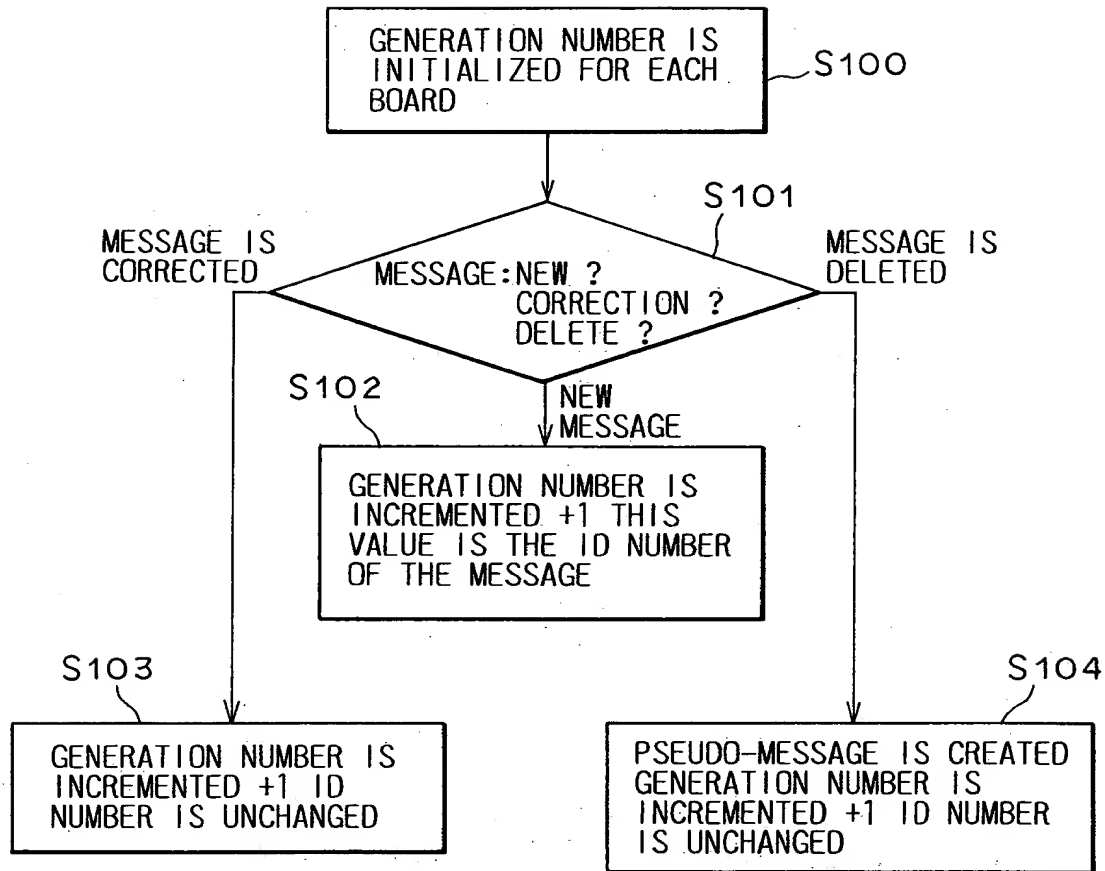 GENERATION NUMBER IS
INITIALIZED FOR EACH
BOARD
S100
S101
MESSAGE IS
CORRECTED
MESSAGE:NEW ?
CORRECTION ?
DELETE ?
MESSAGE IS
DELETED
S102
NEW
MESSAGE
GENERATION NUMBER IS
INCREMENTED +1 THIS
VALUE IS THE ID NUMBER
OF THE MESSAGE
S103
GENERATION NUMBER IS
INCREMENTED +1 ID
NUMBER IS UNCHANGED
S104
PSEUDO-MESSAGE IS CREATED
GENERATION NUMBER IS
INCREMENTED +1 ID NUMBER
IS UNCHANGED